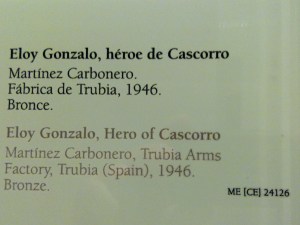 Eloy Gonzalo, héroe de Cascorro
Martínez Carbonero.
Fábrica de Trubia, 1946.
Bronce.
Eloy Gonzalo, Hero of Cascorro
Martínez Carbonero, Trubia Arms
Factory, Trubia (Spain), 1946.
Bronze.
ME [CE] 24126